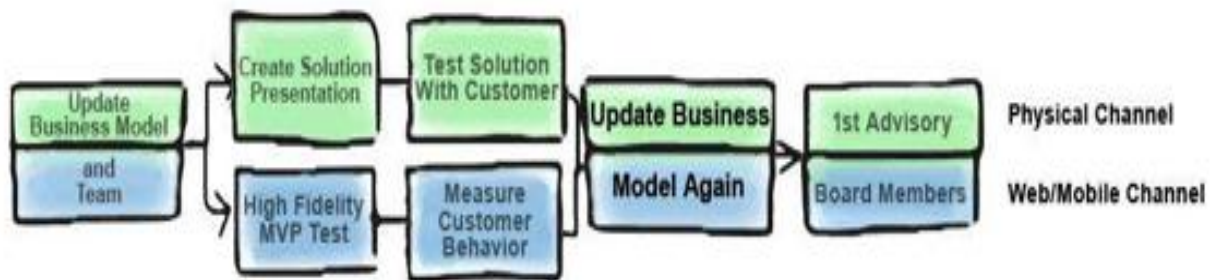 Update
Business Model
and
Team
Create Solution
Presentation
Test Solution
With Customer
High Fidelity
MVP Test
Measure
Customer
Behavior
Update Business
Model Again
1st Advisory
Board Members
Physical Channel
Web/Mobile Channel